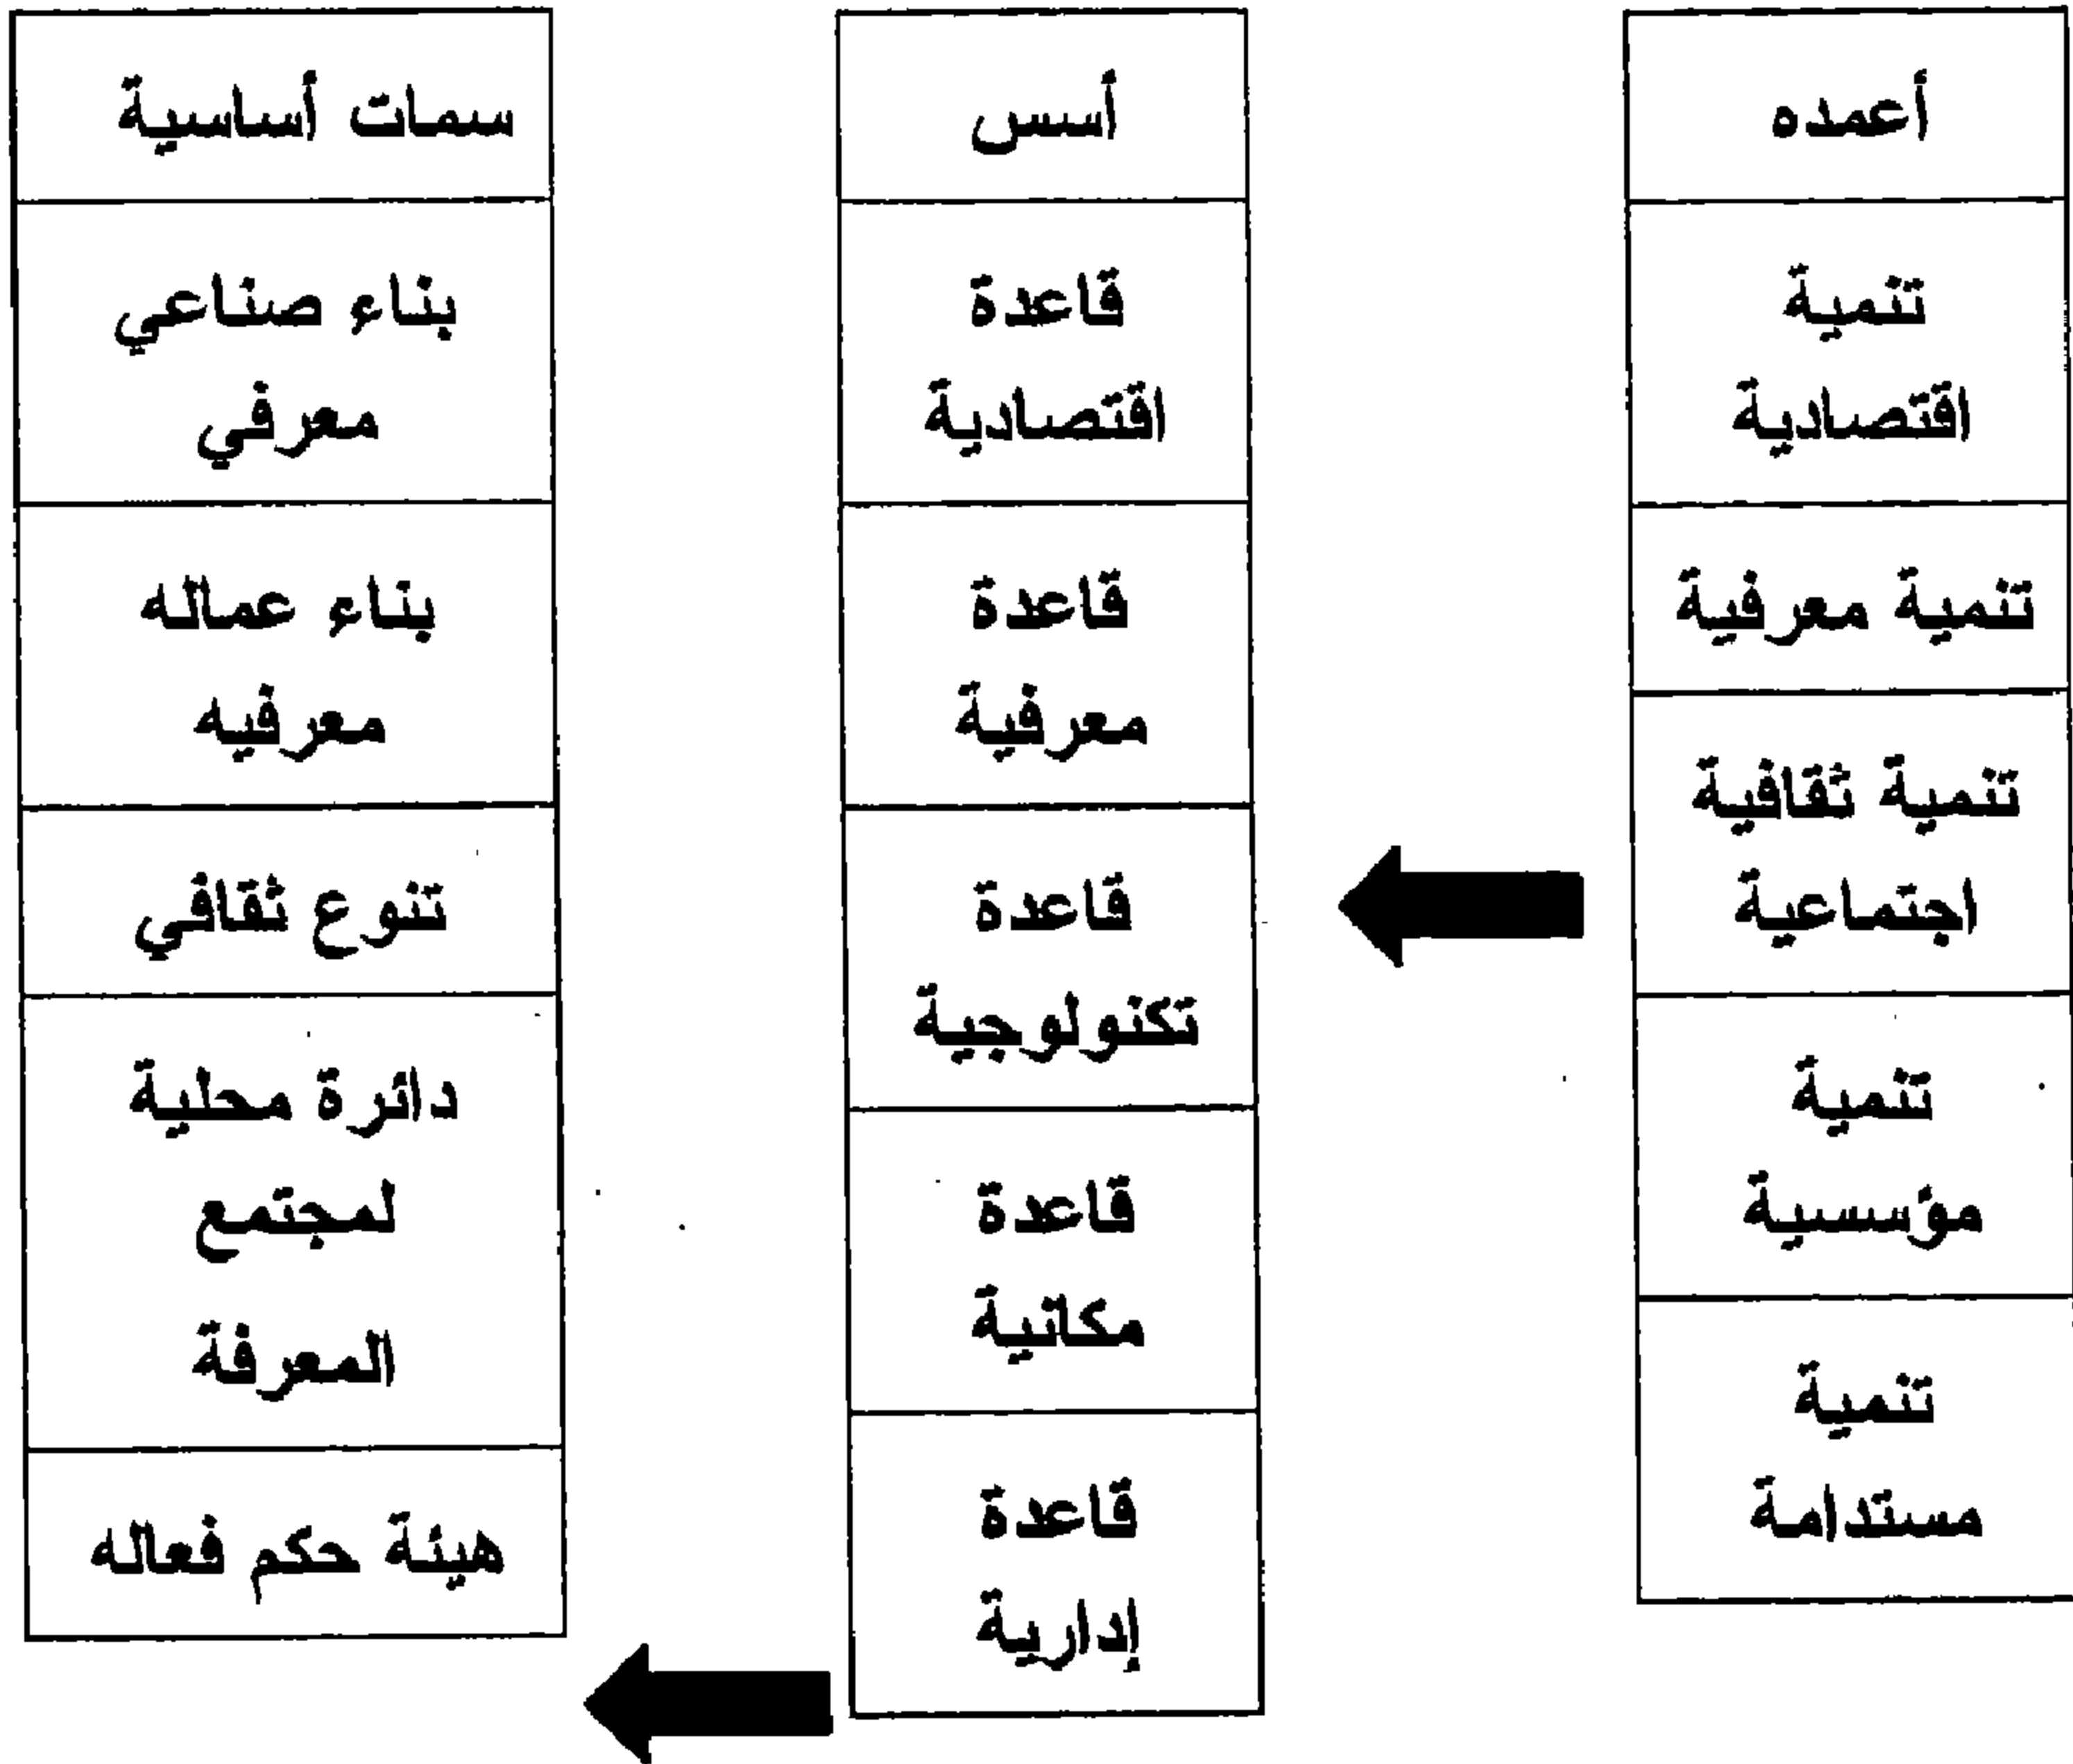 أعمده
تنمية
اقتصادية
تنمية معرفية
تنمية ثقافية
اجتماعية
تنمية
مؤسسية
تنمية
مستدامة
أسس
قاعدة
اقتصادية
قاعدة
معرفية
قاعدة
تكنولوجية
قاعدة
مكانية
قاعدة
إدارية
سمات أساسية
بناء صناعي
معرفي
بناء عماله
معرفيه
تنوع ثقافي
دائرة محلية
لمجتمع
المعرفة
هيئة حكم فعاله